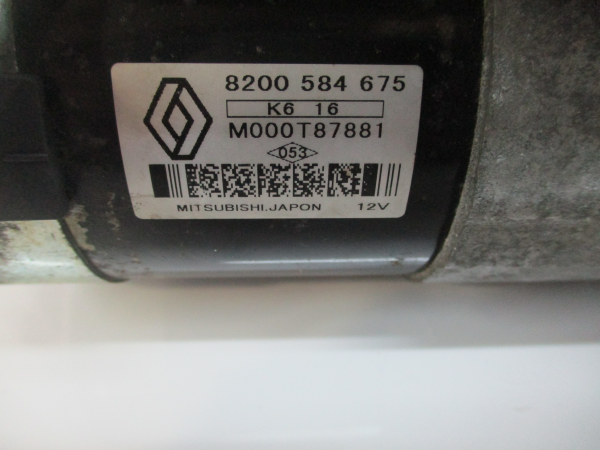 8200 584 675
K6 16
M000T87881
053
MITSUBISHI.JAPON 12V